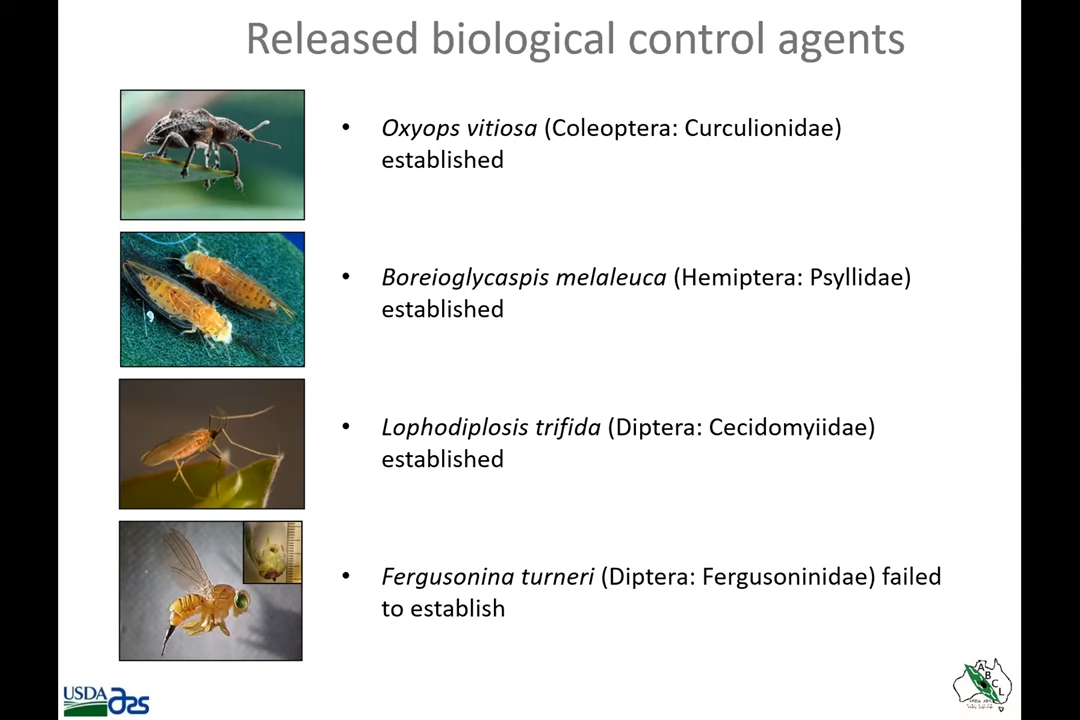 Released biological control agents
• Oxyops vitiosa (Coleoptera: Curculionidae)
established
• Boreioglycaspis melaleuca (Hemiptera: Psyllidae)
established
• Lophodiplosis trifida (Diptera: Cecidomyiidae)
established
• Fergusonina turneri (Diptera: Fergusoninidae) failed
to establish
USDA ars
ABCL